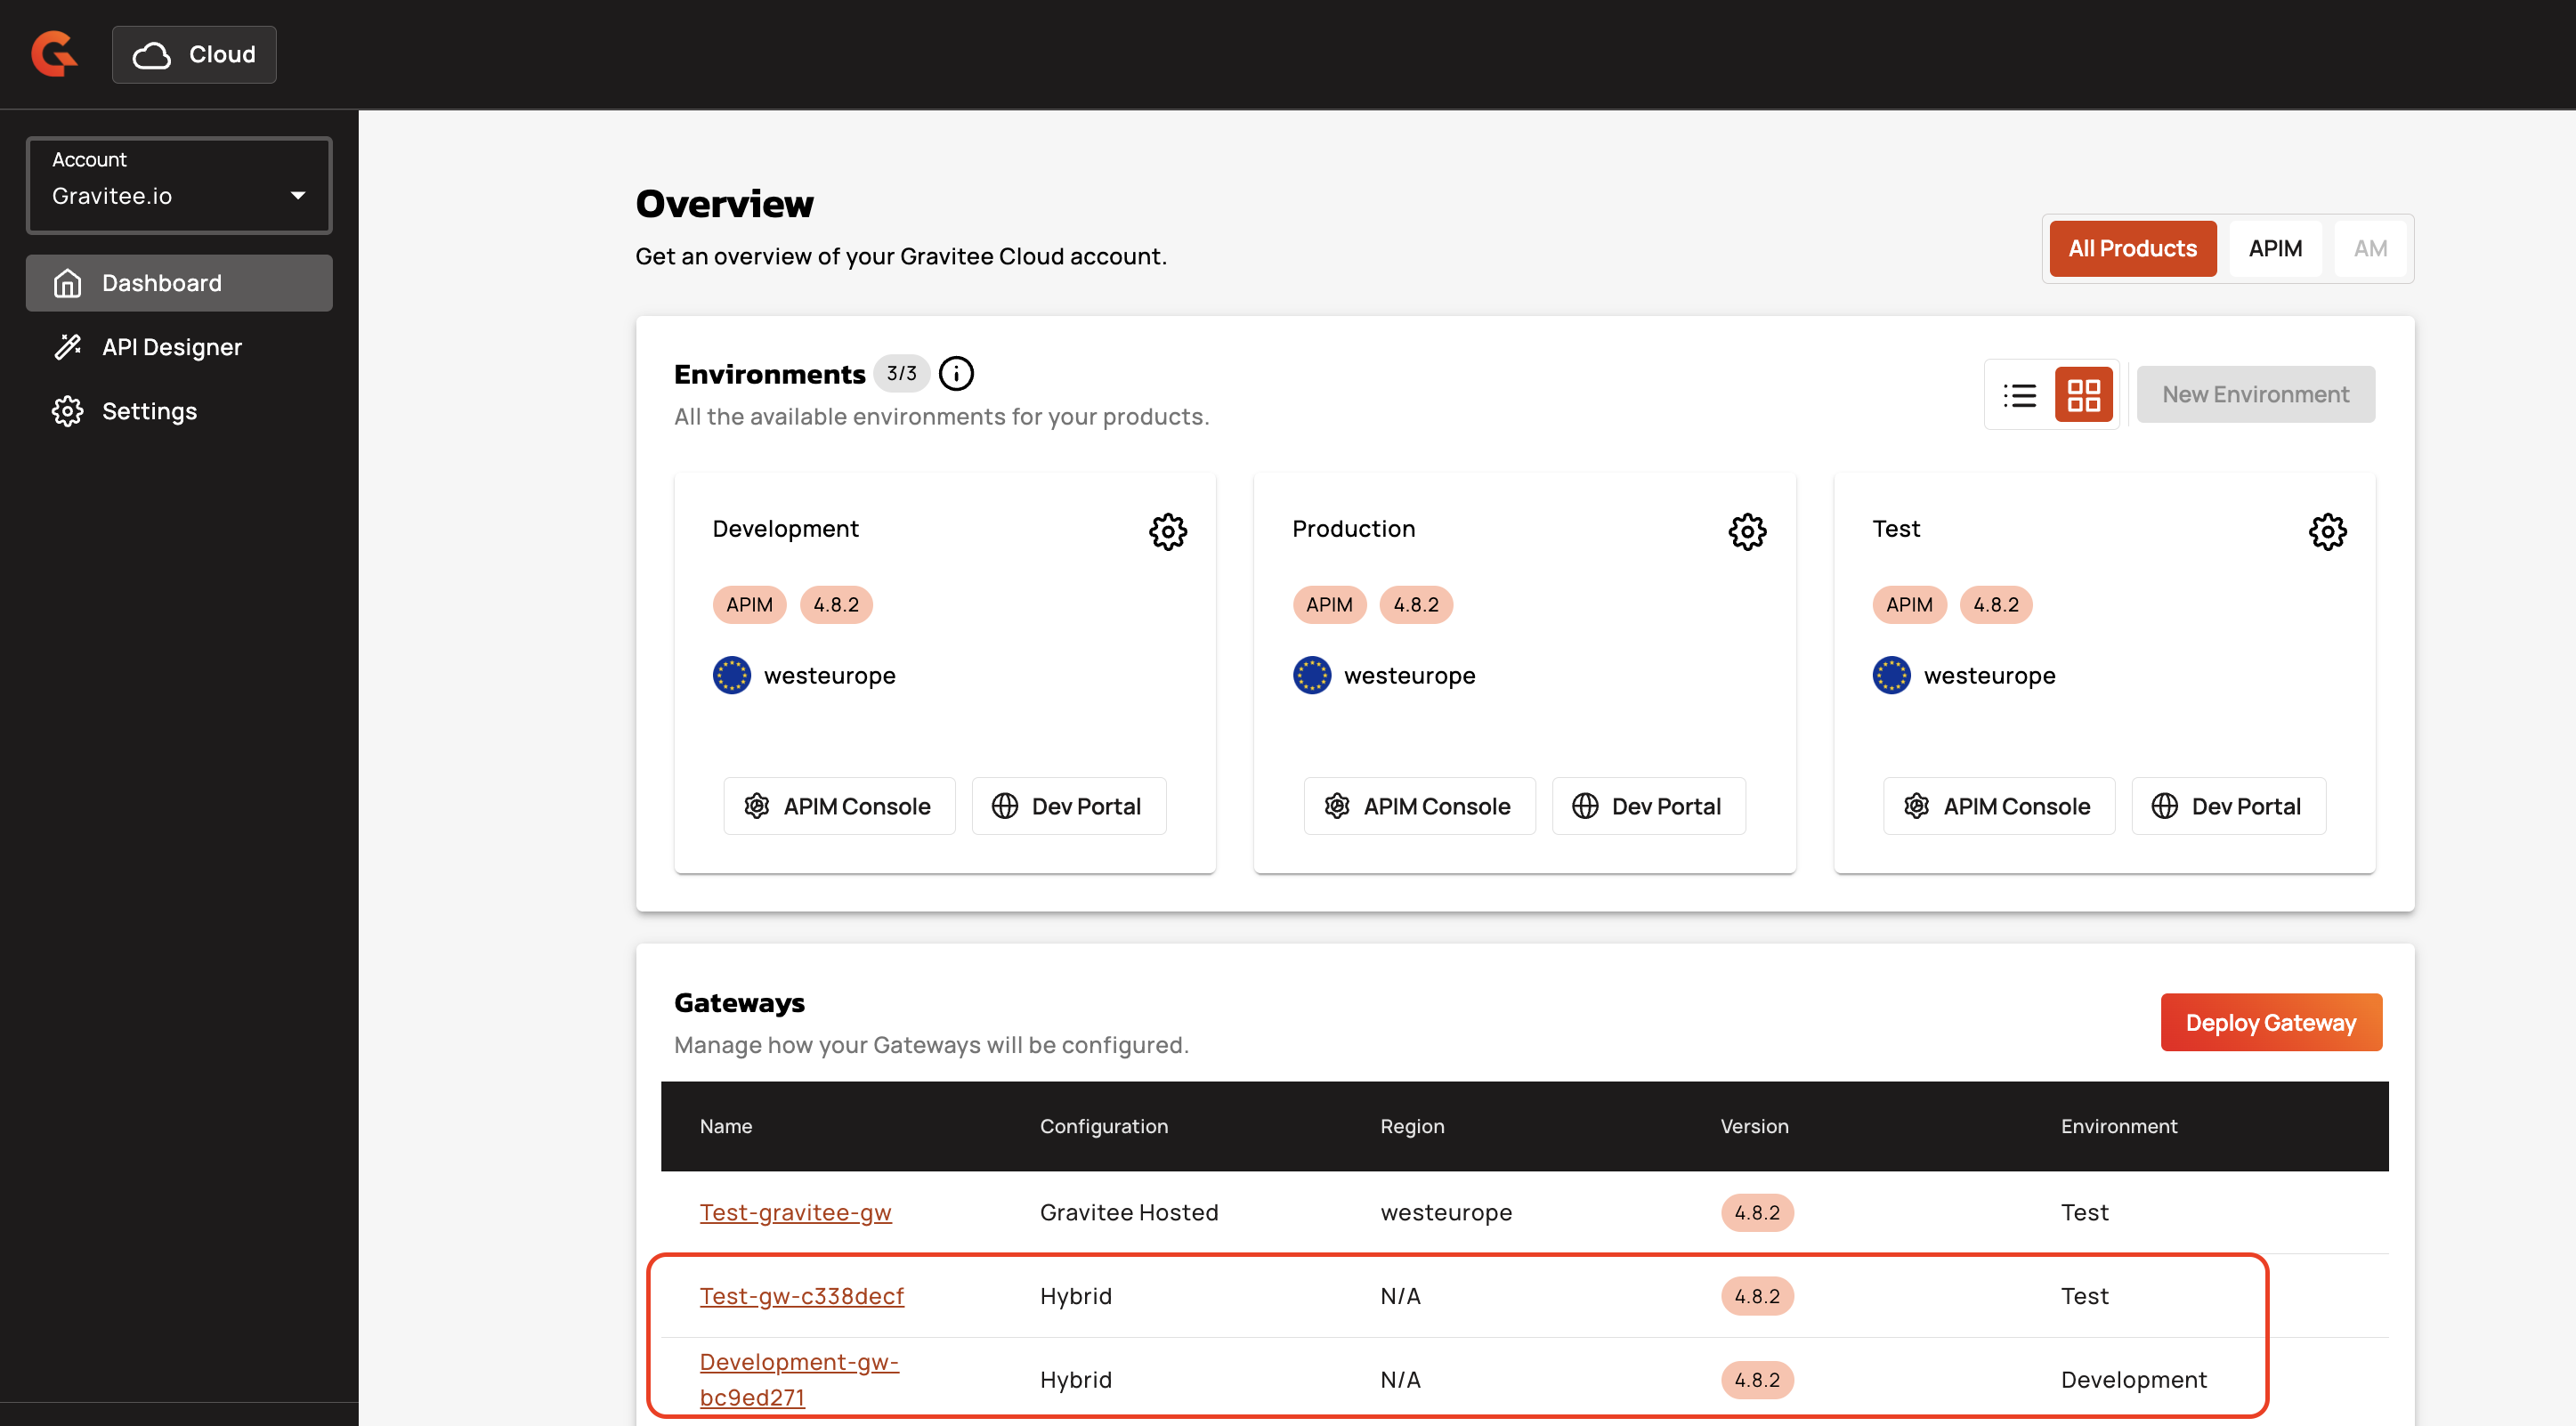 Cloud
Account
Gravitee.io
Dashboard
API Designer
Settings
Overview
Get an overview of your Gravitee Cloud account.
All Products APIM AM
Environments 3/3
All the available environments for your products.
New Environment
Development
APIM 4.8.2
westeurope
APIM Console Dev Portal
Production
APIM 4.8.2
westeurope
APIM Console Dev Portal
Test
APIM 4.8.2
westeurope
APIM Console Dev Portal
Gateways
Manage how your Gateways will be configured.
Deploy Gateway
Name Configuration Region Version Environment
Test-gravitee-gw Gravitee Hosted westeurope 4.8.2 Test
Test-gw-c338decf Hybrid N/A 4.8.2 Test
Development-gw-
bc9ed271 Hybrid N/A 4.8.2 Development